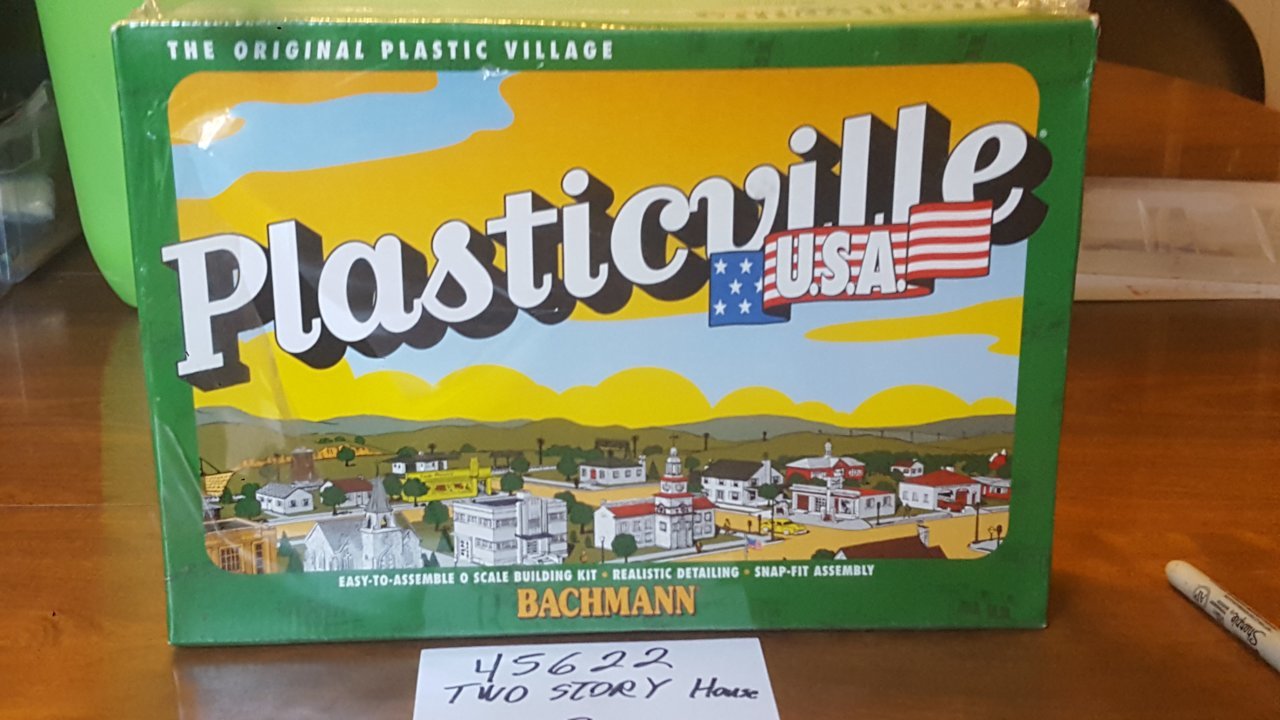 THE ORIGINAL PLASTIC VILLAGE
Plasticville
U.S.A.
EASY-TO-ASSEMBLE O SCALE BUILDING KIT • REALISTIC DETAILING • SNAP-FIT ASSEMBLY
BACHMANN
45622
TWO STORY House
Sharpie